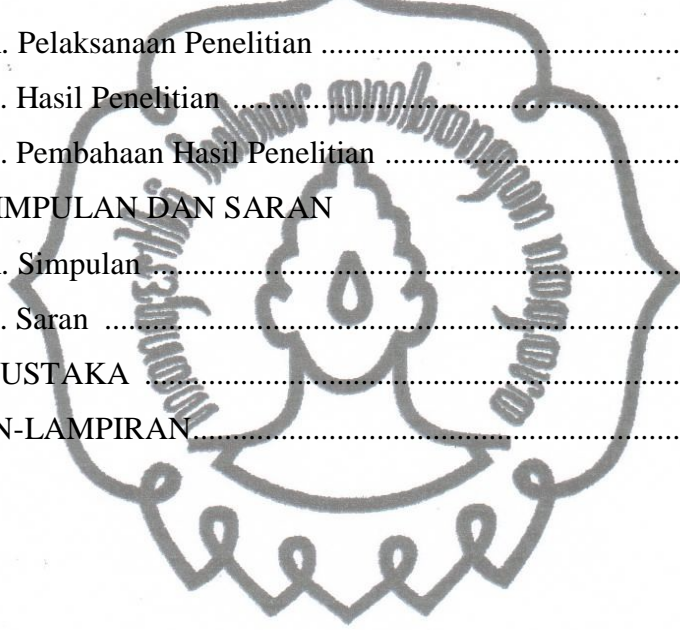 . Pelaksanaan Penelitian ................................................
. Hasil Penelitian ............................................................
. Pembahaan Hasil Penelitian .......................................
IMPULAN DAN SARAN
. Simpulan .......................................................................
. Saran .............................................................................
USTAKA .......................................................................
N-LAMPIRAN................................................................